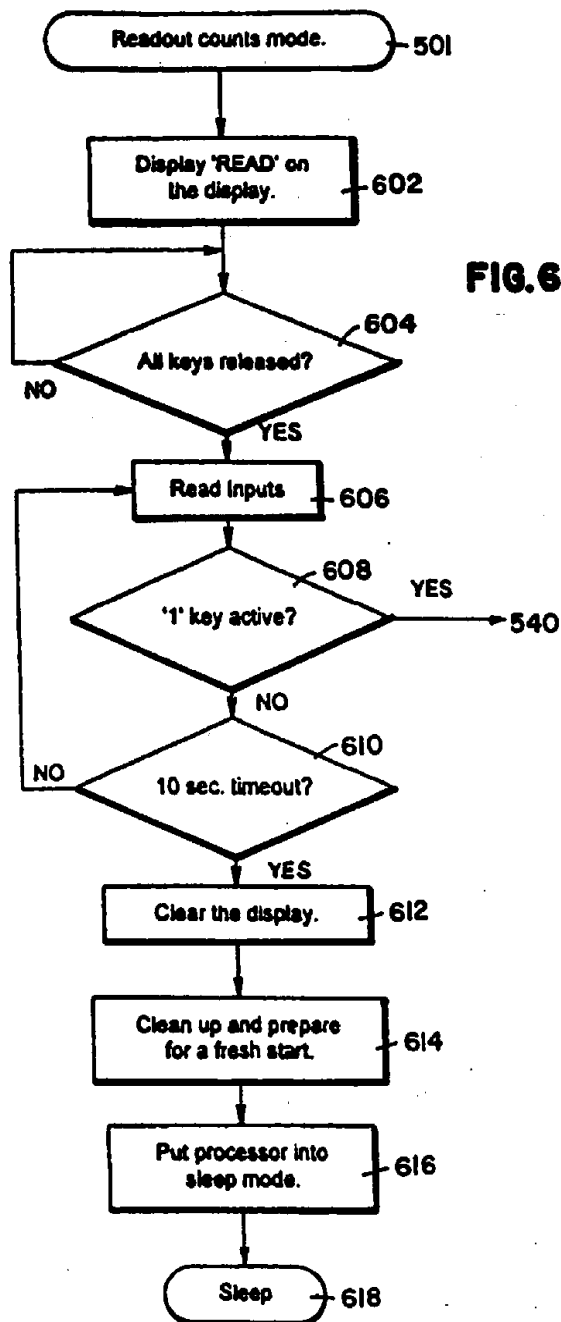 Readout counts mode.
501
Display 'READ' on
the display.
602
FIG.6
604
All keys released?
NO
YES
Read Inputs
606
608
YES
'1' key active?
540
NO
610
NO
10 sec. timeout?
YES
Clear the display.
612
Clean up and prepare
for a fresh start.
614
Put processor into
sleep mode.
616
Sleep
618